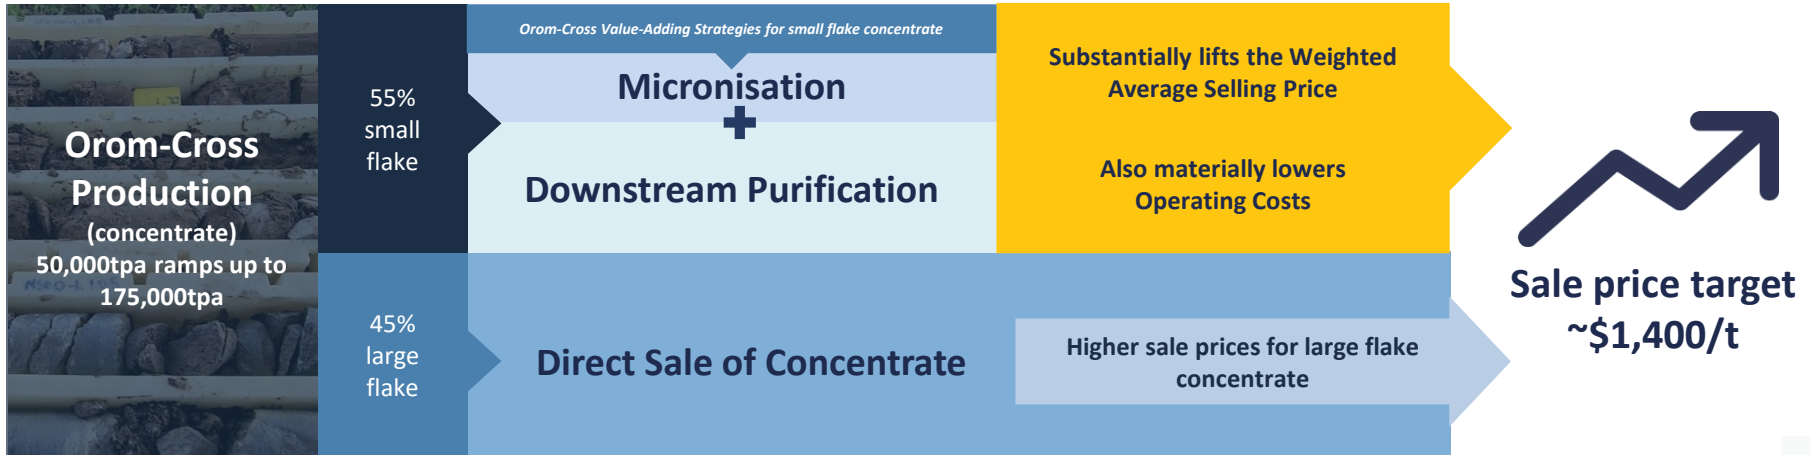 Orom-Cross
Production
(concentrate)
50,000tpa ramps up to
175,000tpa
55%
small
flake
Orom-Cross Value-Adding Strategies for small flake concentrate
Micronisation
+
Downstream Purification
Substantially lifts the Weighted
Average Selling Price
Also materially lowers
Operating Costs
45%
large
flake
Direct Sale of Concentrate
Higher sale prices for large flake
concentrate
Sale price target
~$1,400/t